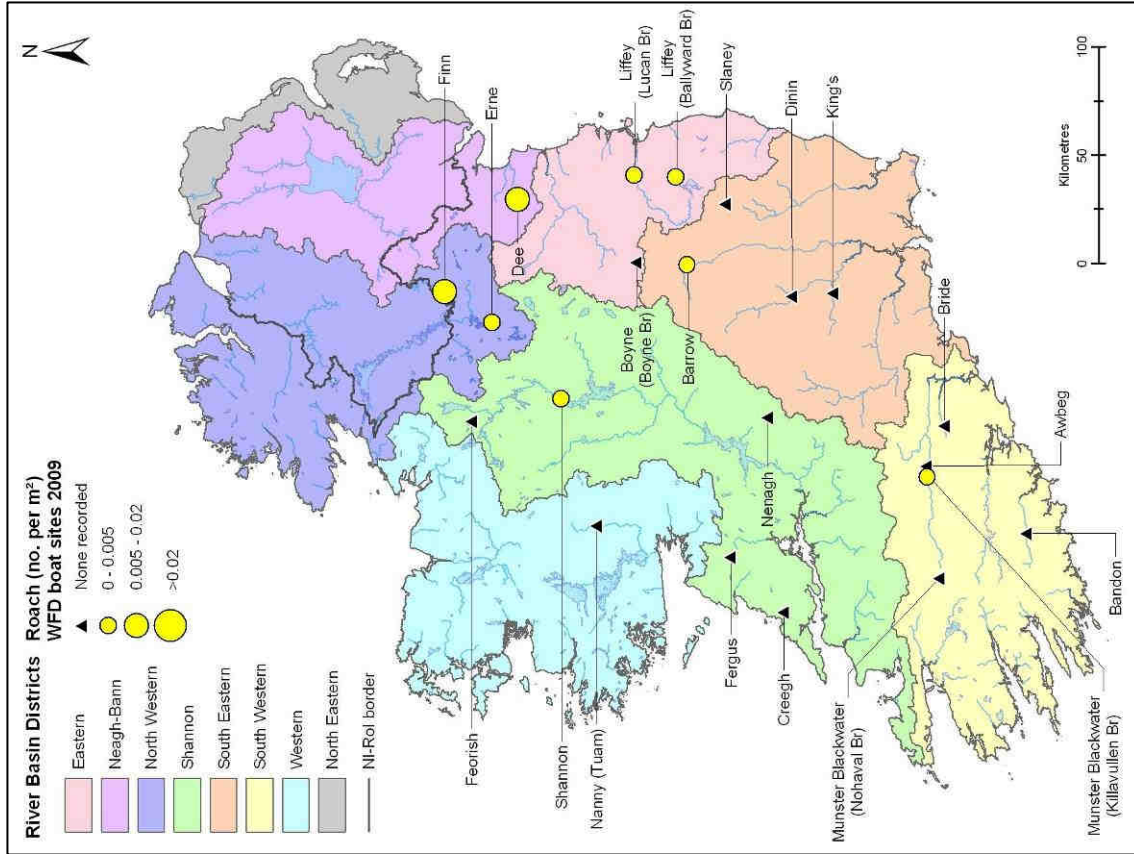 River Basin Districts
Eastern
Neagh-Bann
North Western
Shannon
South Eastern
South Western
Western
North Eastern
NI-RoI border
Roach (no. per m²)
WFD boat sites 2009
None recorded
0 - 0.005
0.005 - 0.02
>0.02
N
Finn
Erne
Dee
Liffey
(Lucan Br)
Liffey
(Ballyward Br)
Slaney
Dinin
King's
Boyne
(Boyne Br)
Barrow
Bride
Awbeg
Feorish
Shannon
Nanny (Tuam)
Fergus
Nenagh
Creegh
Munster Blackwater
(Nohaval Br)
Munster Blackwater
(Killavullen Br)
Bandon
0
50
100
Kilometres